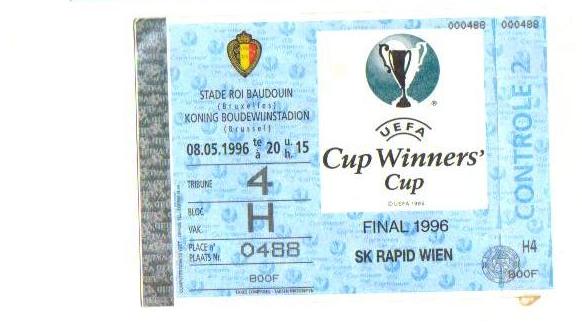 000488
000488
STADE ROI BAUDOUIN
(Bruxelles)
KONING BOUDEWIJNSTADION
(Brussel)
08.05.1996 te à 20 u. h. 15
TRIBUNE 4
BLOC VAK H
PLACE n° PLAATS Nr. 0488
BOOF
UEFA
Cup Winners'
Cup
©UEFA
FINAL 1996
SK RAPID WIEN
CONTROLE 2
H4
BOOF